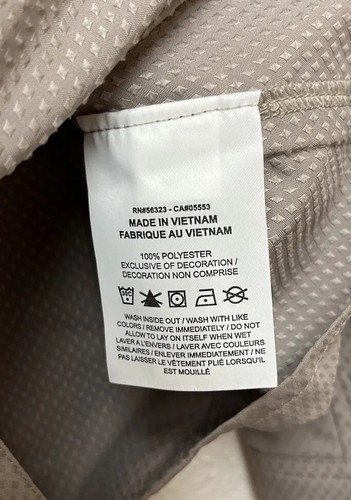 RN#56323 - CA#05553
MADE IN VIETNAM
FABRIQUE AU VIETNAM
100% POLYESTER
EXCLUSIVE OF DECORATION /
DECORATION NON COMPRISE
WASH INSIDE OUT / WASH WITH LIKE
COLORS / REMOVE IMMEDIATELY / DO NOT
ALLOW TO LAY ON ITSELF WHEN WET
LAVER A L'ENVERS / LAVER AVEC COULEURS
SIMILAIRES / ENLEVER IMMEDIATEMENT / NE
PAS LAISSER LE VÊTEMENT PLIÉ LORSQU'IL
EST MOUILLÉ